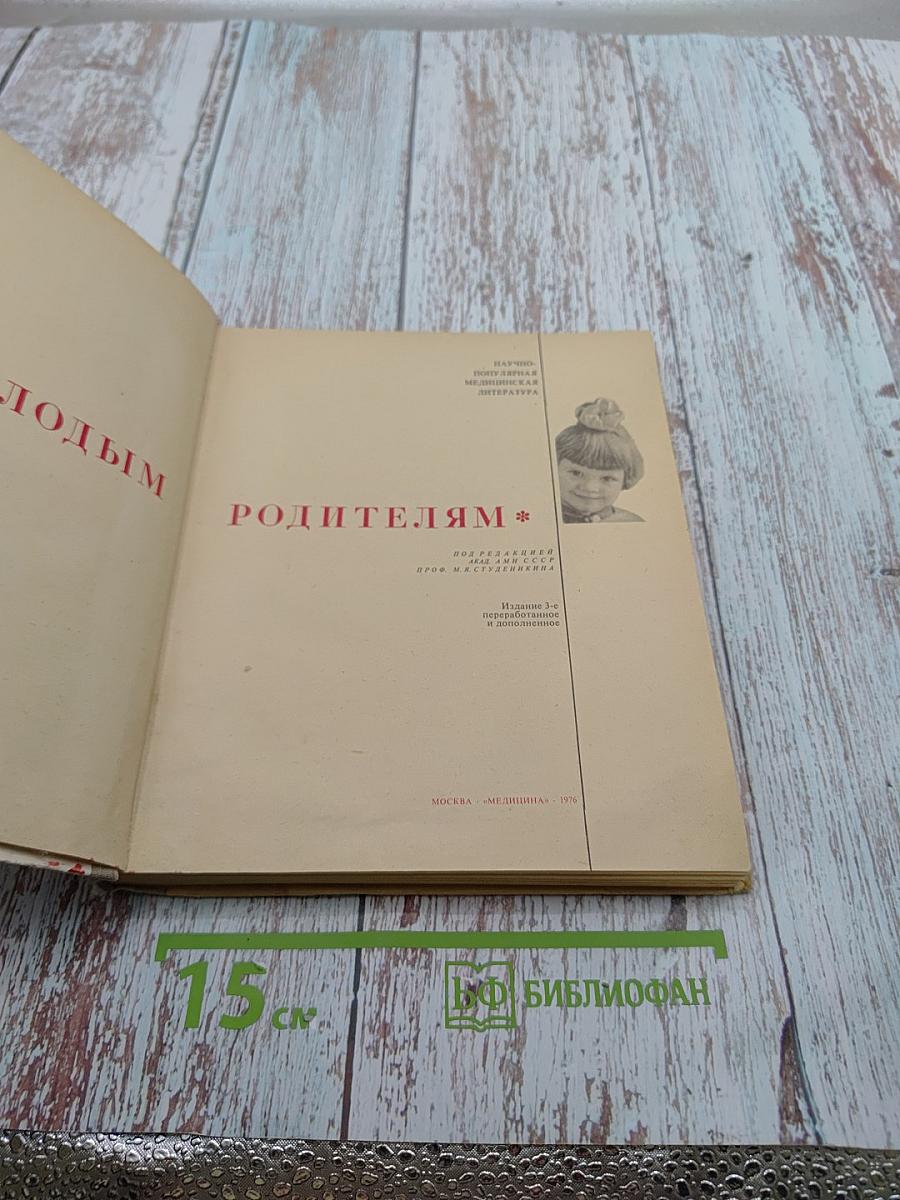 ЛОДЫМ
НАУЧНО-
ПОПУЛЯРНАЯ
МЕДИЦИНСКАЯ
ЛИТЕРАТУРА
РОДИТЕЛЯМ*
ПОД РЕДАКЦИЕЙ
АКАД. АМН СССР
ПРОФ. М.Я.СТУДЕНИКИНА
Издание 3-е
переработанное
и дополненное
МОСКВА · «МЕДИЦИНА» · 1976
15 см
БФ БИБЛИОФАН